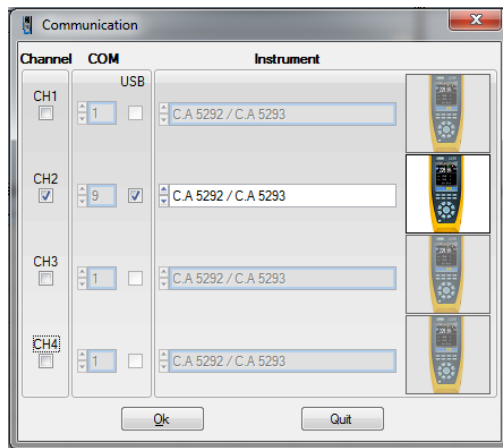 Communication
Channel COM Instrument
USB
CH1
1 C.A 5292 / C.A 5293
CH2
9 C.A 5292 / C.A 5293
CH3
1 C.A 5292 / C.A 5293
CH4
1 C.A 5292 / C.A 5293
Ok Quit